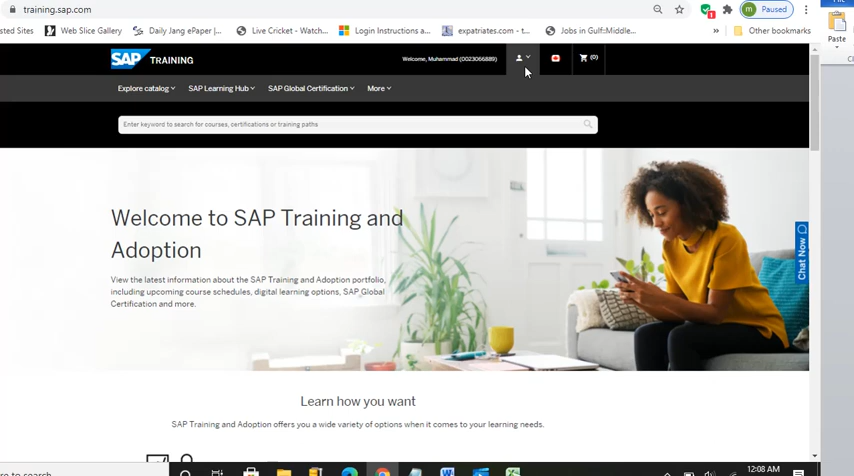 training.sap.com
Paused
sted Sites
Web Slice Gallery
Daily Jang ePaper |...
Live Cricket - Watch...
Login Instructions a...
expatriates.com - t...
Jobs in Gulf::Middle...
»
Other bookmarks
Paste
SAP TRAINING
Welcome, Muhammad (0023066889)
(0)
Explore catalog
SAP Learning Hub
SAP Global Certification
More
Enter keyword to search for courses, certifications or training paths
Welcome to SAP Training and
Adoption
View the latest information about the SAP Training and Adoption portfolio,
including upcoming course schedules, digital learning options, SAP Global
Certification and more.
Chat Now
Learn how you want
SAP Training and Adoption offers you a wide variety of options when it comes to your learning needs.
re to search
12:08 AM